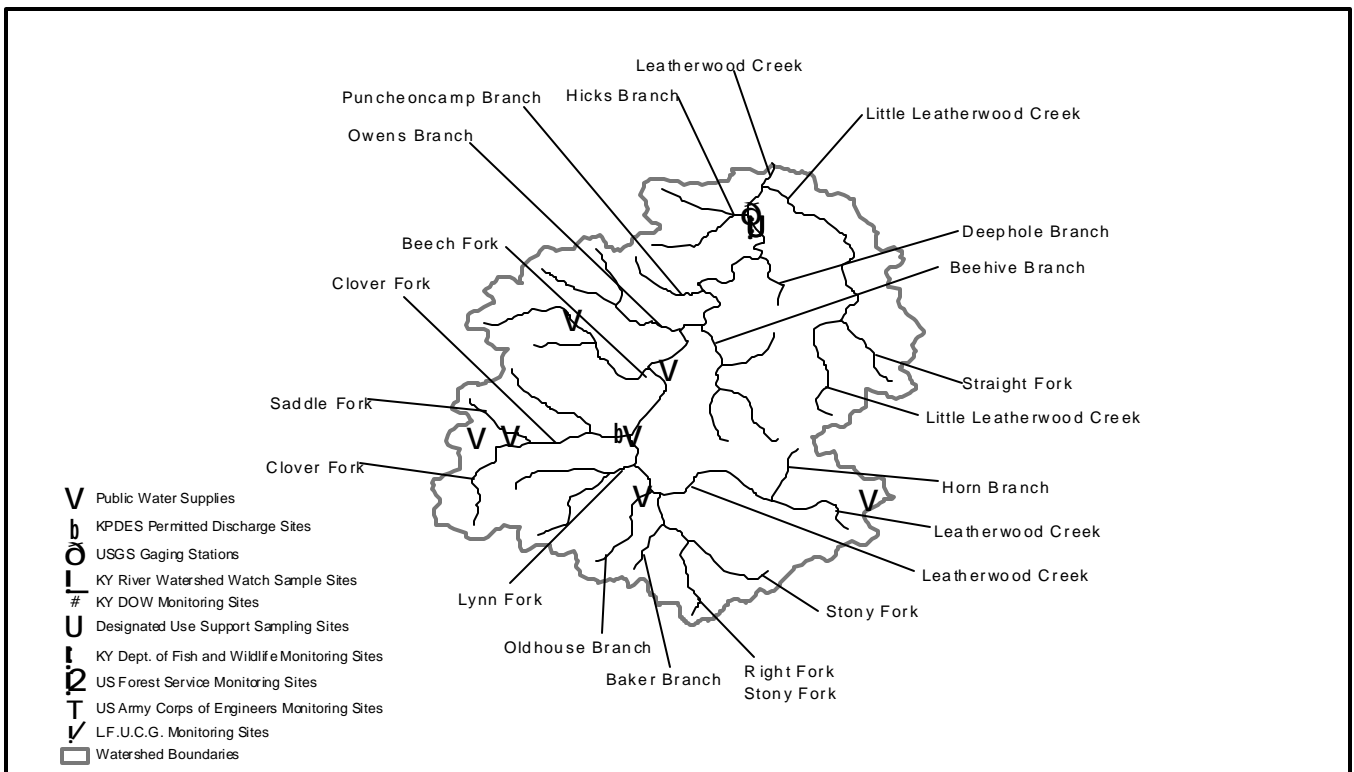 Leatherwood Creek
Puncheoncamp Branch
Hicks Branch
Little Leatherwood Creek
Owens Branch
Deephole Branch
Beech Fork
Beehive Branch
Clover Fork
Straight Fork
Saddle Fork
Little Leatherwood Creek
Clover Fork
Horn Branch
Leatherwood Creek
Leatherwood Creek
Lynn Fork
Stony Fork
Oldhouse Branch
Baker Branch
Right Fork
Stony Fork
V Public Water Supplies
KPDES Permitted Discharge Sites
USGS Gaging Stations
KY River Watershed Watch Sample Sites
# KY DOW Monitoring Sites
U Designated Use Support Sampling Sites
KY Dept. of Fish and Wildlife Monitoring Sites
US Forest Service Monitoring Sites
T US Army Corps of Engineers Monitoring Sites
L.F.U.C.G. Monitoring Sites
Watershed Boundaries